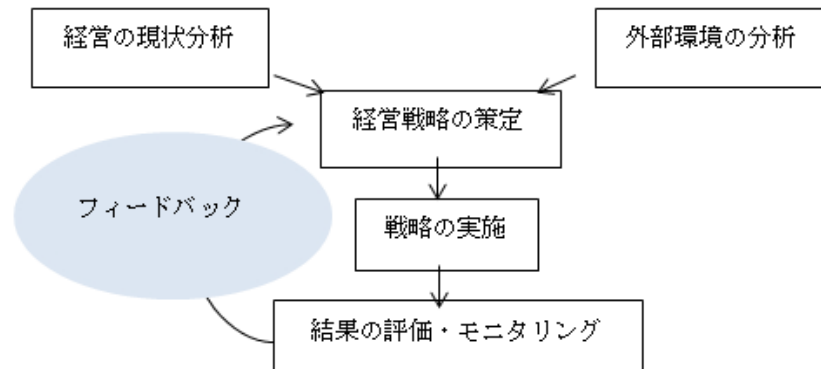 経営の現状分析
外部環境の分析
経営戦略の策定
フィードバック
戦略の実施
結果の評価・モニタリング